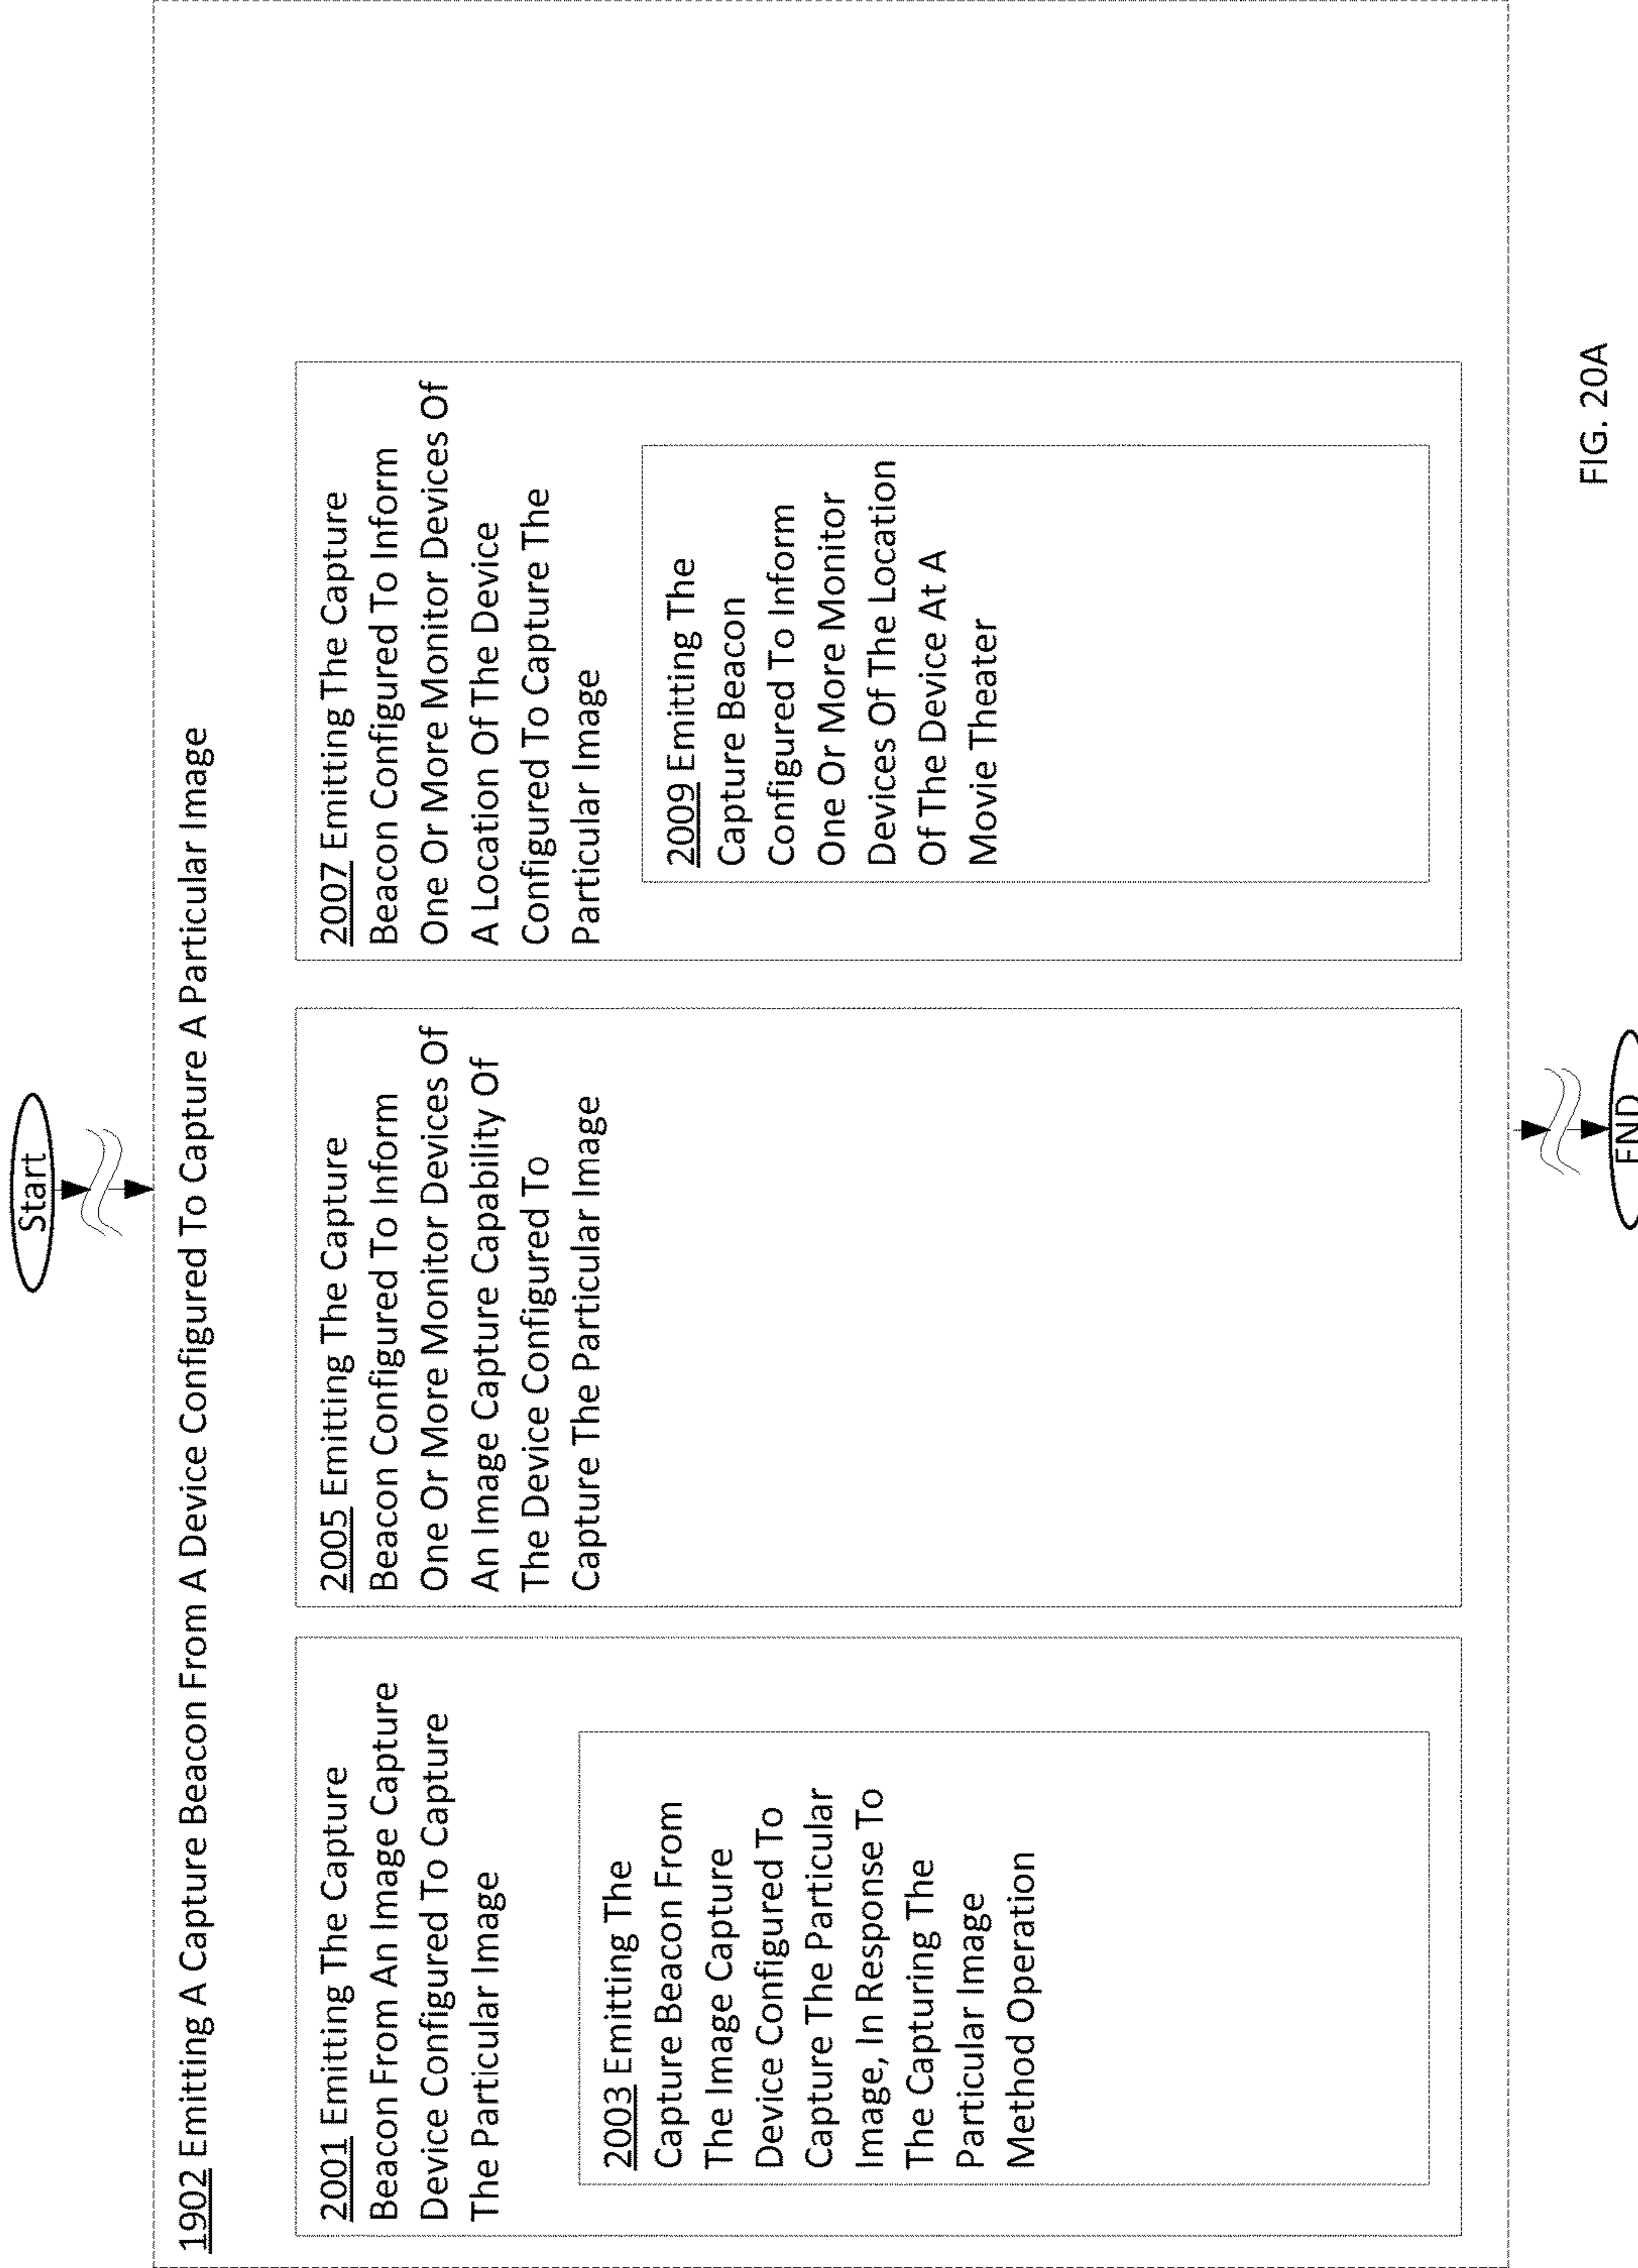 Start
1902 Emitting A Capture Beacon From A Device Configured To Capture A Particular Image
2001 Emitting The Capture
Beacon From An Image Capture
Device Configured To Capture
The Particular Image
2003 Emitting The
Capture Beacon From
The Image Capture
Device Configured To
Capture The Particular
Image, In Response To
The Capturing The
Particular Image
Method Operation
2005 Emitting The Capture
Beacon Configured To Inform
One Or More Monitor Devices Of
An Image Capture Capability Of
The Device Configured To
Capture The Particular Image
2007 Emitting The Capture
Beacon Configured To Inform
One Or More Monitor Devices Of
A Location Of The Device
Configured To Capture The
Particular Image
2009 Emitting The
Capture Beacon
Configured To Inform
One Or More Monitor
Devices Of The Location
Of The Device At A
Movie Theater
END
FIG. 20A